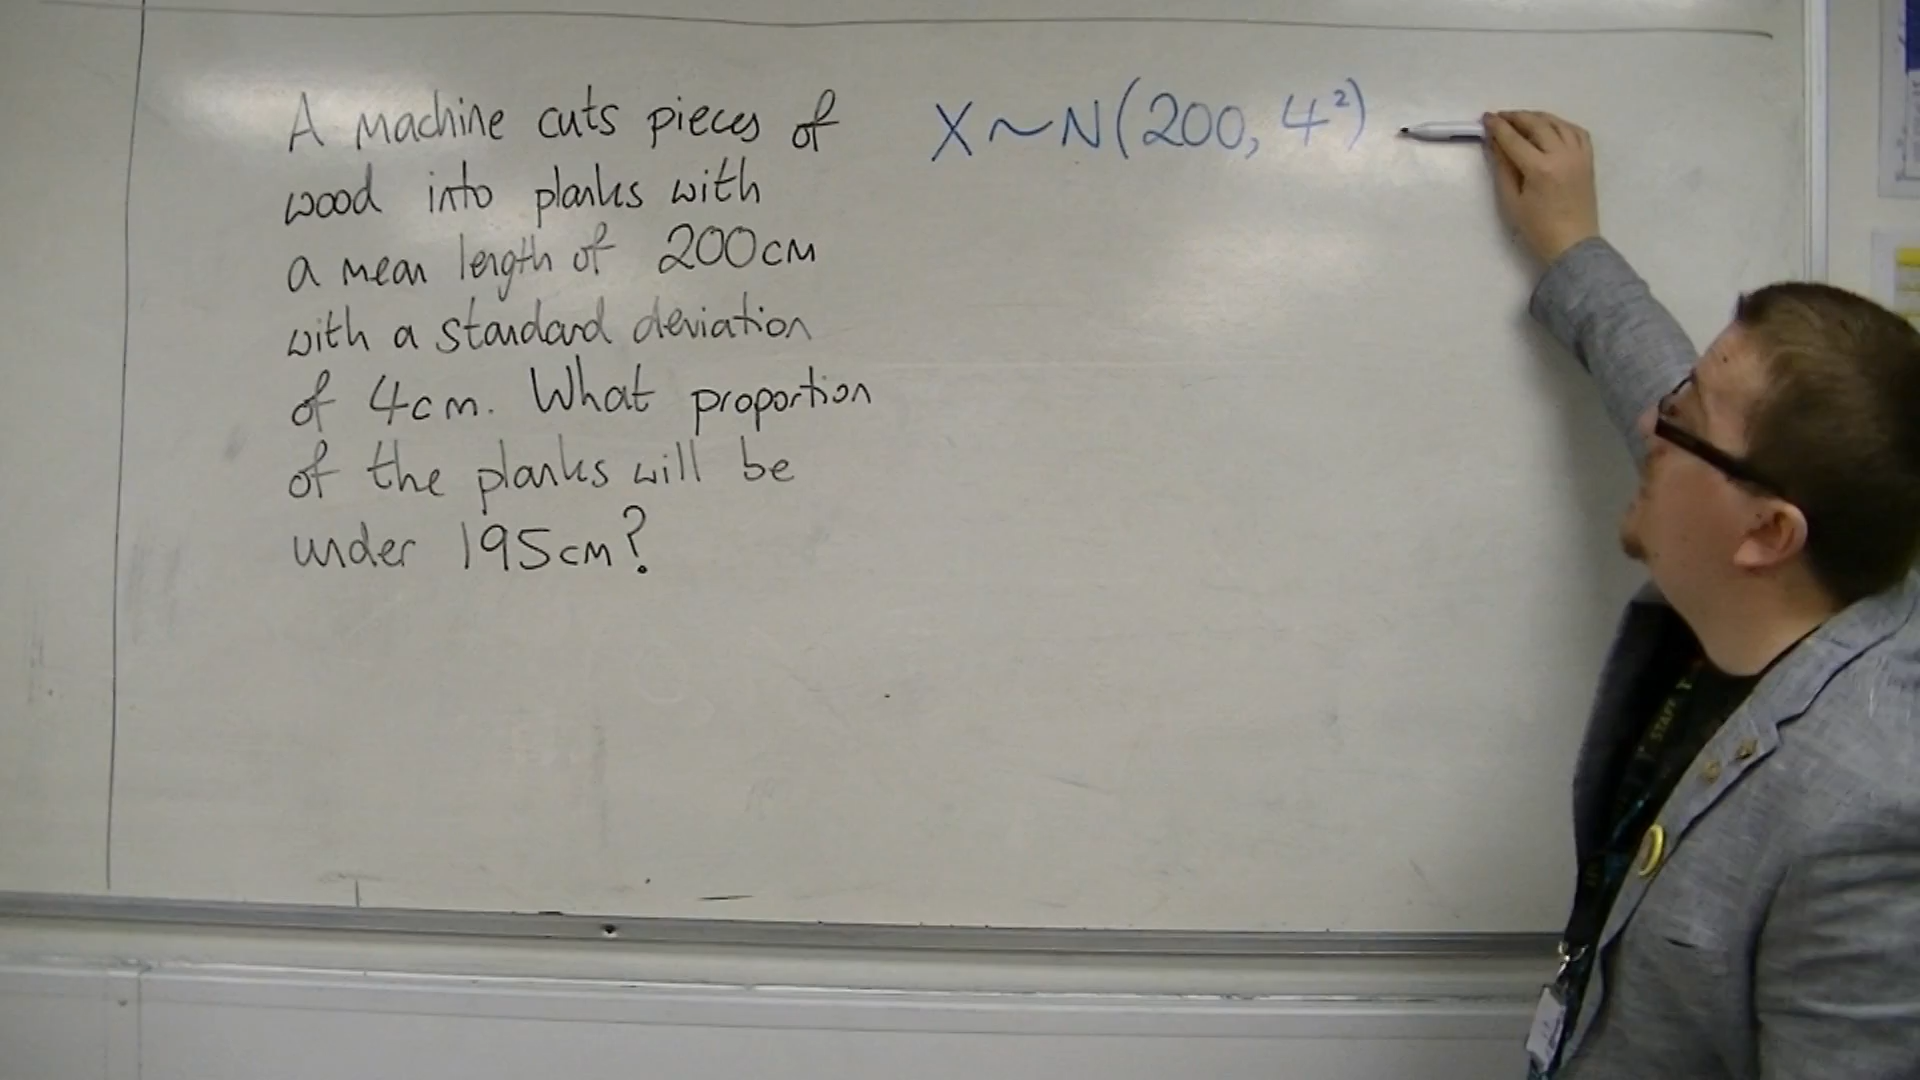 A machine cuts pieces of
wood into planks with
a mean length of 200cm
with a standard deviation
of 4cm. What proportion
of the planks will be
under 195cm?
X~N(200, 4²)
STAFF